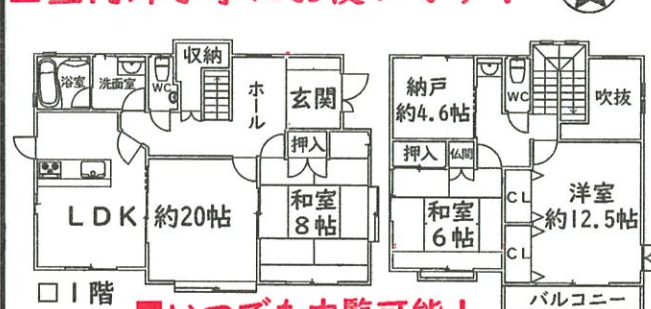 浴室
洗面室
WC
収納
ホール
玄関
押入
和室
8帖
LDK 約20帖
□1階
納戸
約4.6帖
WC
吹抜
押入
仏間
和室
6帖
CL
CL
洋室
約12.5帖
バルコニー
■いつでも内覧可能！